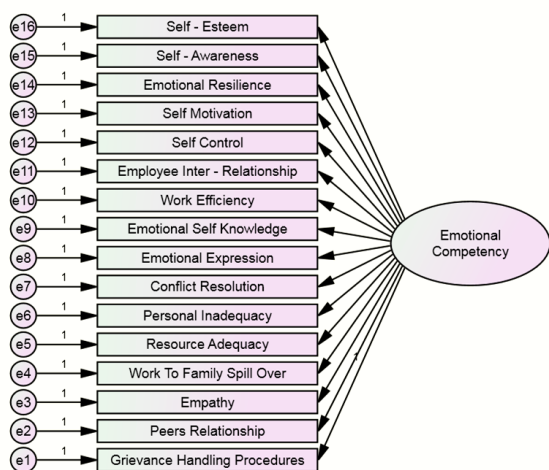 e16 1 Self - Esteem
e15 1 Self - Awareness
e14 1 Emotional Resilience
e13 1 Self Motivation
e12 1 Self Control
e11 1 Employee Inter - Relationship
e10 1 Work Efficiency
e9 1 Emotional Self Knowledge
e8 1 Emotional Expression
e7 1 Conflict Resolution
e6 1 Personal Inadequacy
e5 1 Resource Adequacy
e4 1 Work To Family Spill Over
e3 1 Empathy
e2 1 Peers Relationship
e1 1 Grievance Handling Procedures
1
Emotional
Competency